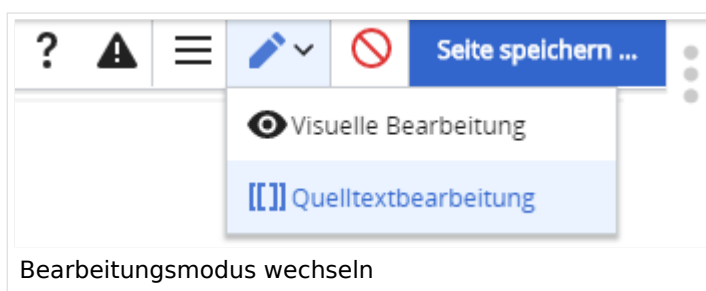 ? Seite speichern ...
Visuelle Bearbeitung
[[]] Quelltextbearbeitung
Bearbeitungsmodus wechseln